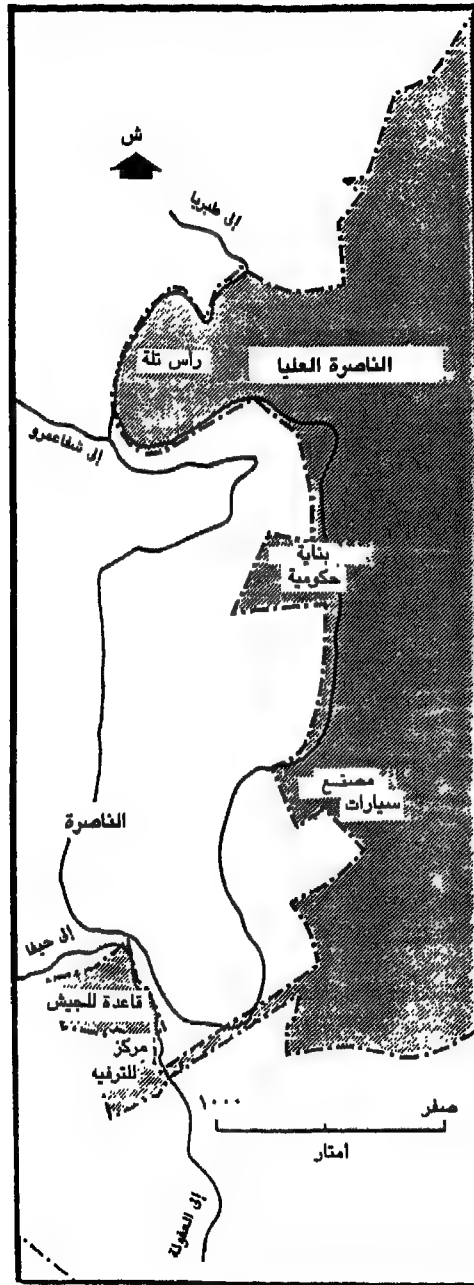 ش
إلى طبريا
رأس تلة
الناصرة العليا
إلى شفاعمرو
بناية
حكومية
مصنع
سيارات
الناصرة
إلى حيفا
قاعدة للجيش
مركز
للترفيه
صفر
١٠٠٠
أمتار
إلى العفولة